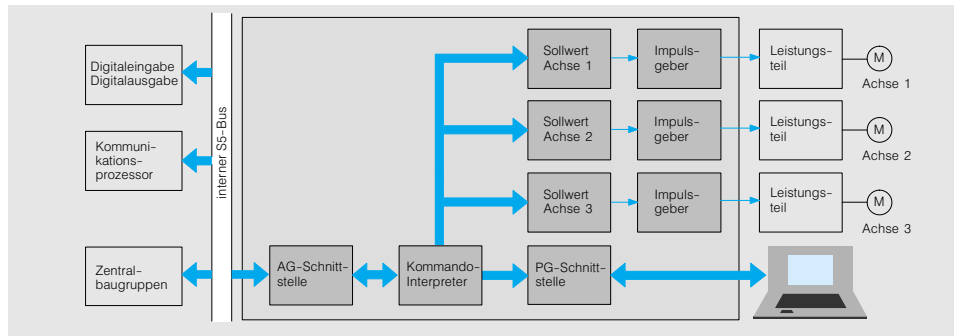 Digitaleingabe
Digitalausgabe
Kommuni-
kations-
prozessor
Zentral-
baugruppen
interner S5-Bus
AG-Schnitt-
stelle
Kommando-
Interpreter
Sollwert
Achse 1
Impuls-
geber
Leistungs-
teil
M
Achse 1
Sollwert
Achse 2
Impuls-
geber
Leistungs-
teil
M
Achse 2
Sollwert
Achse 3
Impuls-
geber
Leistungs-
teil
M
Achse 3
PG-Schnitt-
stelle